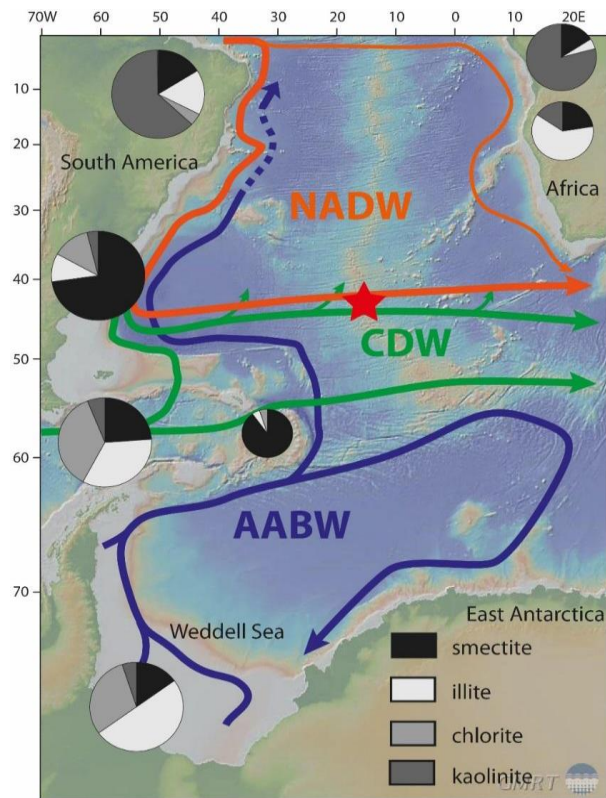 70W 60 50 40 30 20 10 0 10 20E
10
20
30
40
50
60
70
South America
Africa
NADW
CDW
AABW
Weddell Sea
East Antarctica
smectite
illite
chlorite
kaolinite
GMRT